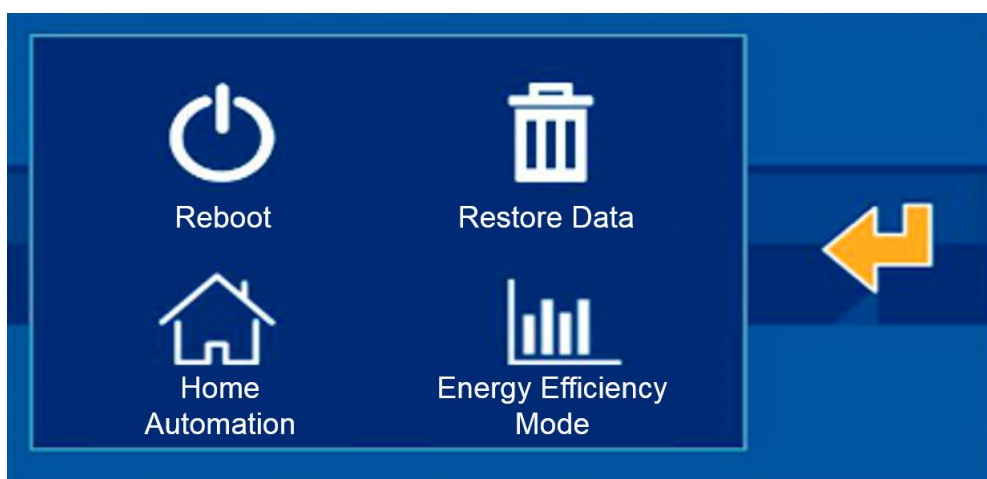 Reboot
Restore Data
Home
Automation
Energy Efficiency
Mode